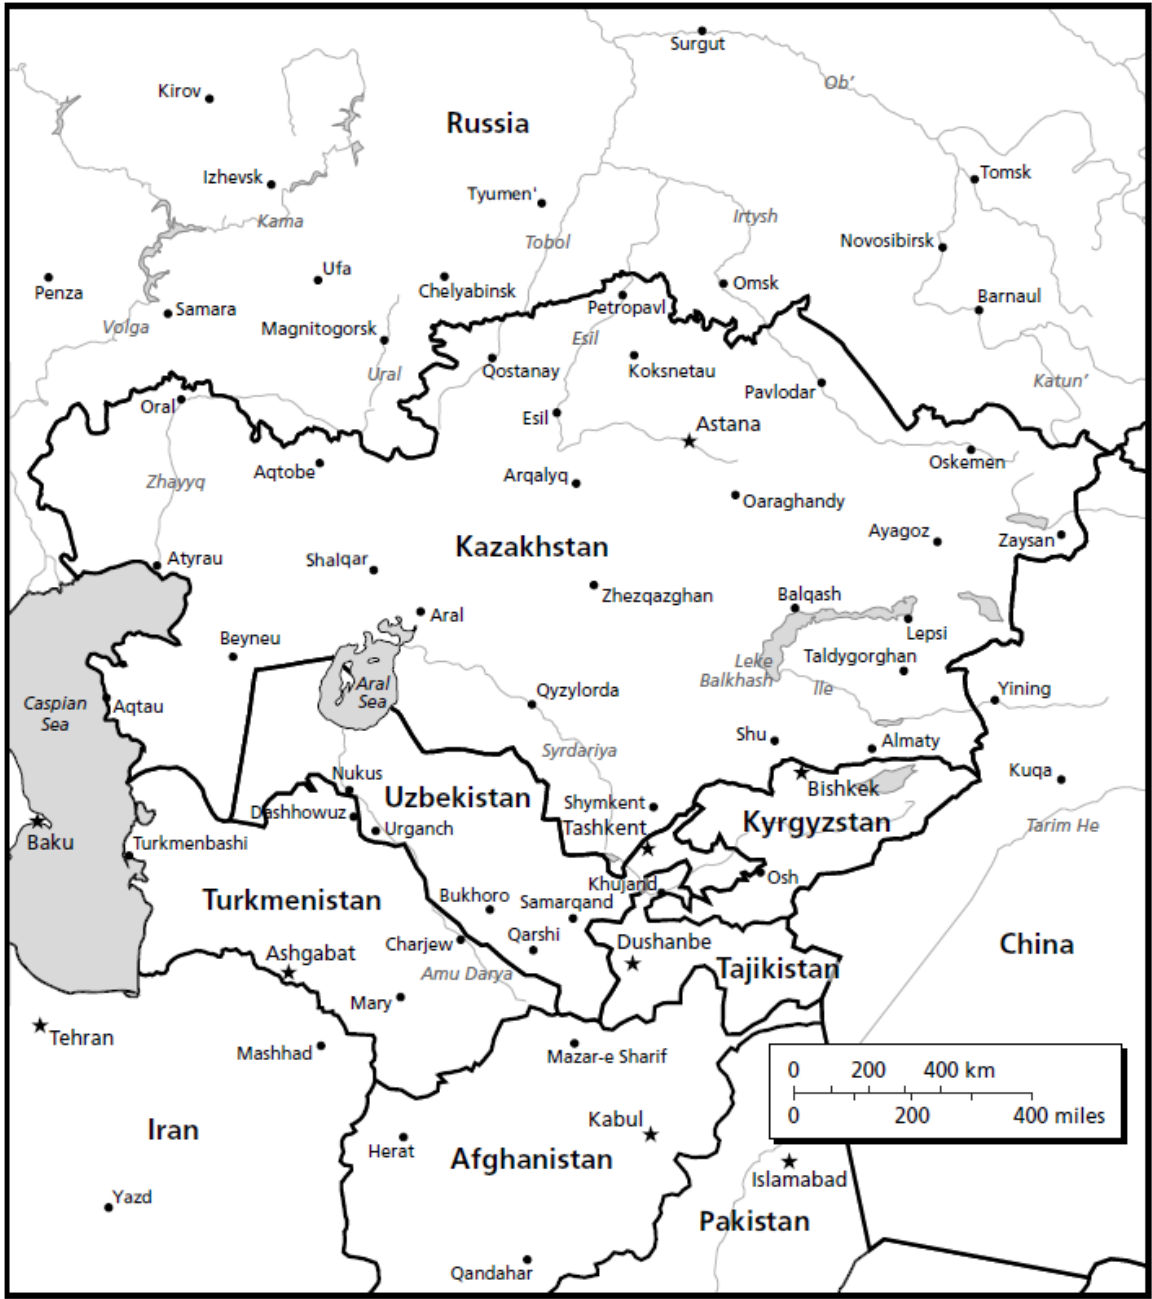 Surgut
Ob'
Kirov
Russia
Izhevsk
Tomsk
Tyumen'
Kama
Irtysh
Tobol
Novosibirsk
Ufa
Penza
Chelyabinsk
Omsk
Samara
Petropavl
Barnaul
Volga
Magnitogorsk
Esil
Ural
Qostanay
Koksnetau
Katun'
Pavlodar
Oral
Esil
Astana
Oskemen
Aqtobe
Zhayyq
Arqalyq
Oaraghandy
Ayagoz
Zaysan
Kazakhstan
Atyrau
Shalqar
Zhezqazghan
Balqash
Aral
Lepsi
Beyneu
Leke
Balkhash
Taldygorghan
Ile
Yining
Caspian
Sea
Aqtau
Aral
Sea
Qyzylorda
Syrdariya
Shu
Almaty
Nukus
Kuqa
Bishkek
Uzbekistan
Shymkent
Dashhowuz
Urganch
Tashkent
Kyrgyzstan
Tarim He
Baku
Turkmenbashi
Khujand
Osh
Turkmenistan
Bukhoro
Samarqand
Qarshi
Charjew
Dushanbe
China
Ashgabat
Amu Darya
Tajikistan
Mary
Tehran
Mashhad
Mazar-e Sharif
0 200 400 km
0 200 400 miles
Iran
Kabul
Herat
Afghanistan
Islamabad
Yazd
Pakistan
Qandahar